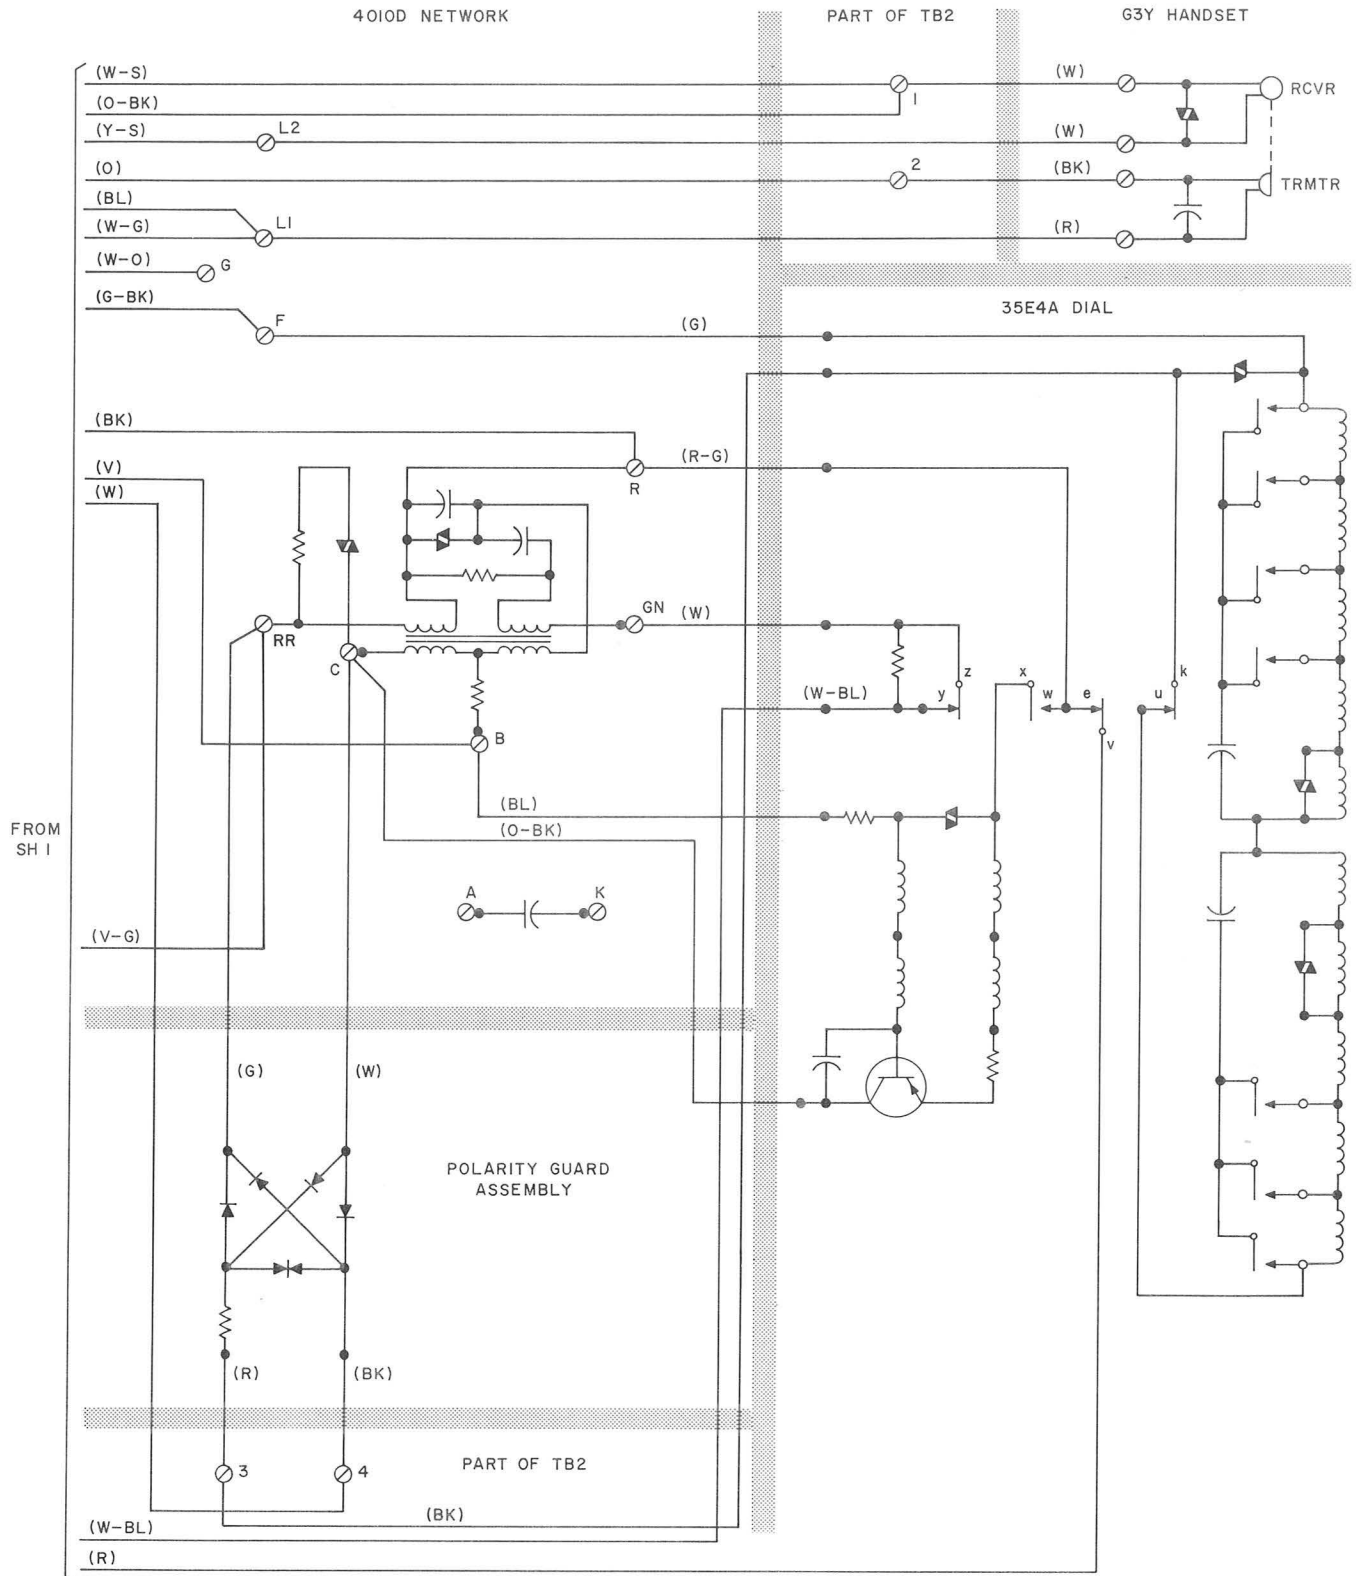 4010D NETWORK
PART OF TB2
G3Y HANDSET
(W-S)
(W)
RCVR
(O-BK)
1
(Y-S)
L2
(W)
(O)
2
(BK)
TRMTR
(BL)
(W-G)
L1
(R)
(W-O)
G
(G-BK)
F
(G)
35E4A DIAL
(BK)
(V)
(R-G)
R
(W)
GN
(W)
RR
C
z
x
k
(W-BL)
y
w
e
u
B
v
(BL)
(O-BK)
FROM
SH 1
A
K
(V-G)
(G)
(W)
POLARITY GUARD
ASSEMBLY
(R)
(BK)
PART OF TB2
3
4
(BK)
(W-BL)
(R)